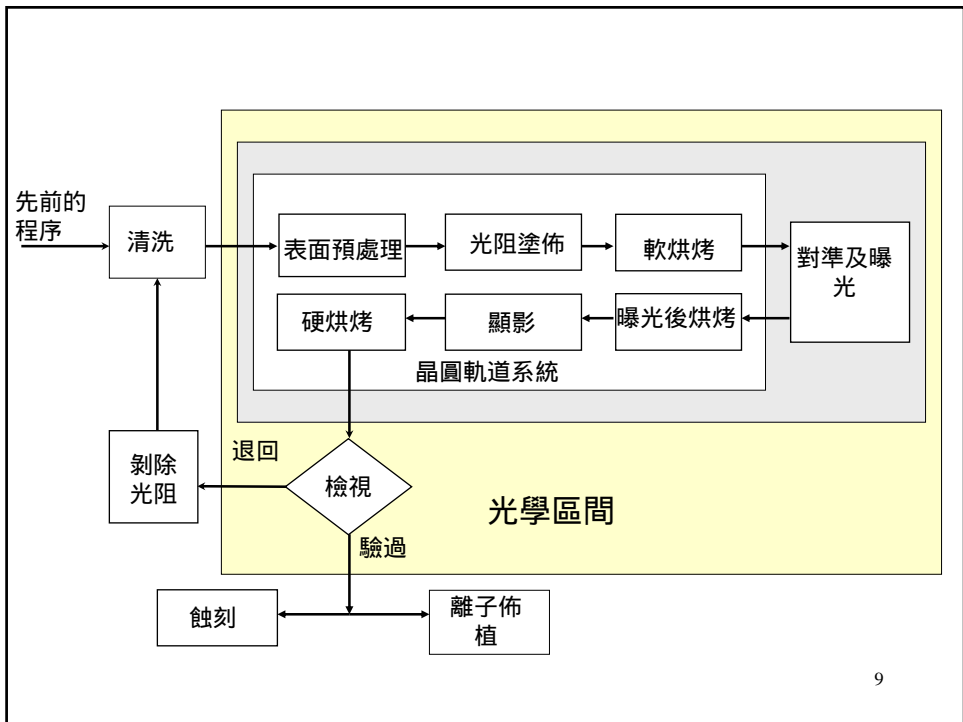 先前的
程序
清洗
表面預處理
光阻塗佈
軟烘烤
對準及曝
光
硬烘烤
顯影
曝光後烘烤
晶圓軌道系統
退回
剝除
光阻
檢視
光學區間
驗過
蝕刻
離子佈
植
9